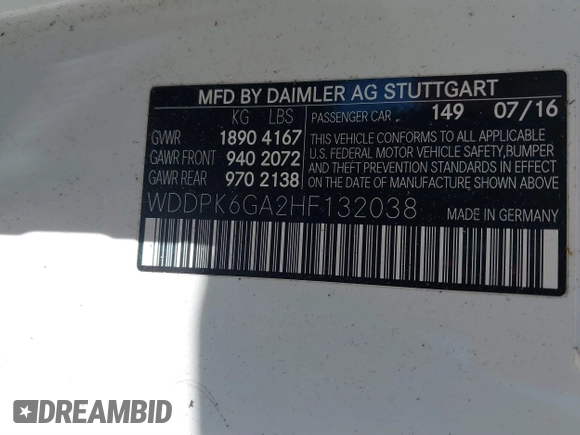 MFD BY DAIMLER AG STUTTGART
KG LBS PASSENGER CAR 149 07/16
GVWR 1890 4167
GAWR FRONT 940 2072
GAWR REAR 970 2138
THIS VEHICLE CONFORMS TO ALL APPLICABLE
U.S. FEDERAL MOTOR VEHICLE SAFETY, BUMPER
AND THEFT PREVENTION STANDARDS IN EFFECT
ON THE DATE OF MANUFACTURE SHOWN ABOVE
WDDPK6GA2HF132038 MADE IN GERMANY
DREAMBID